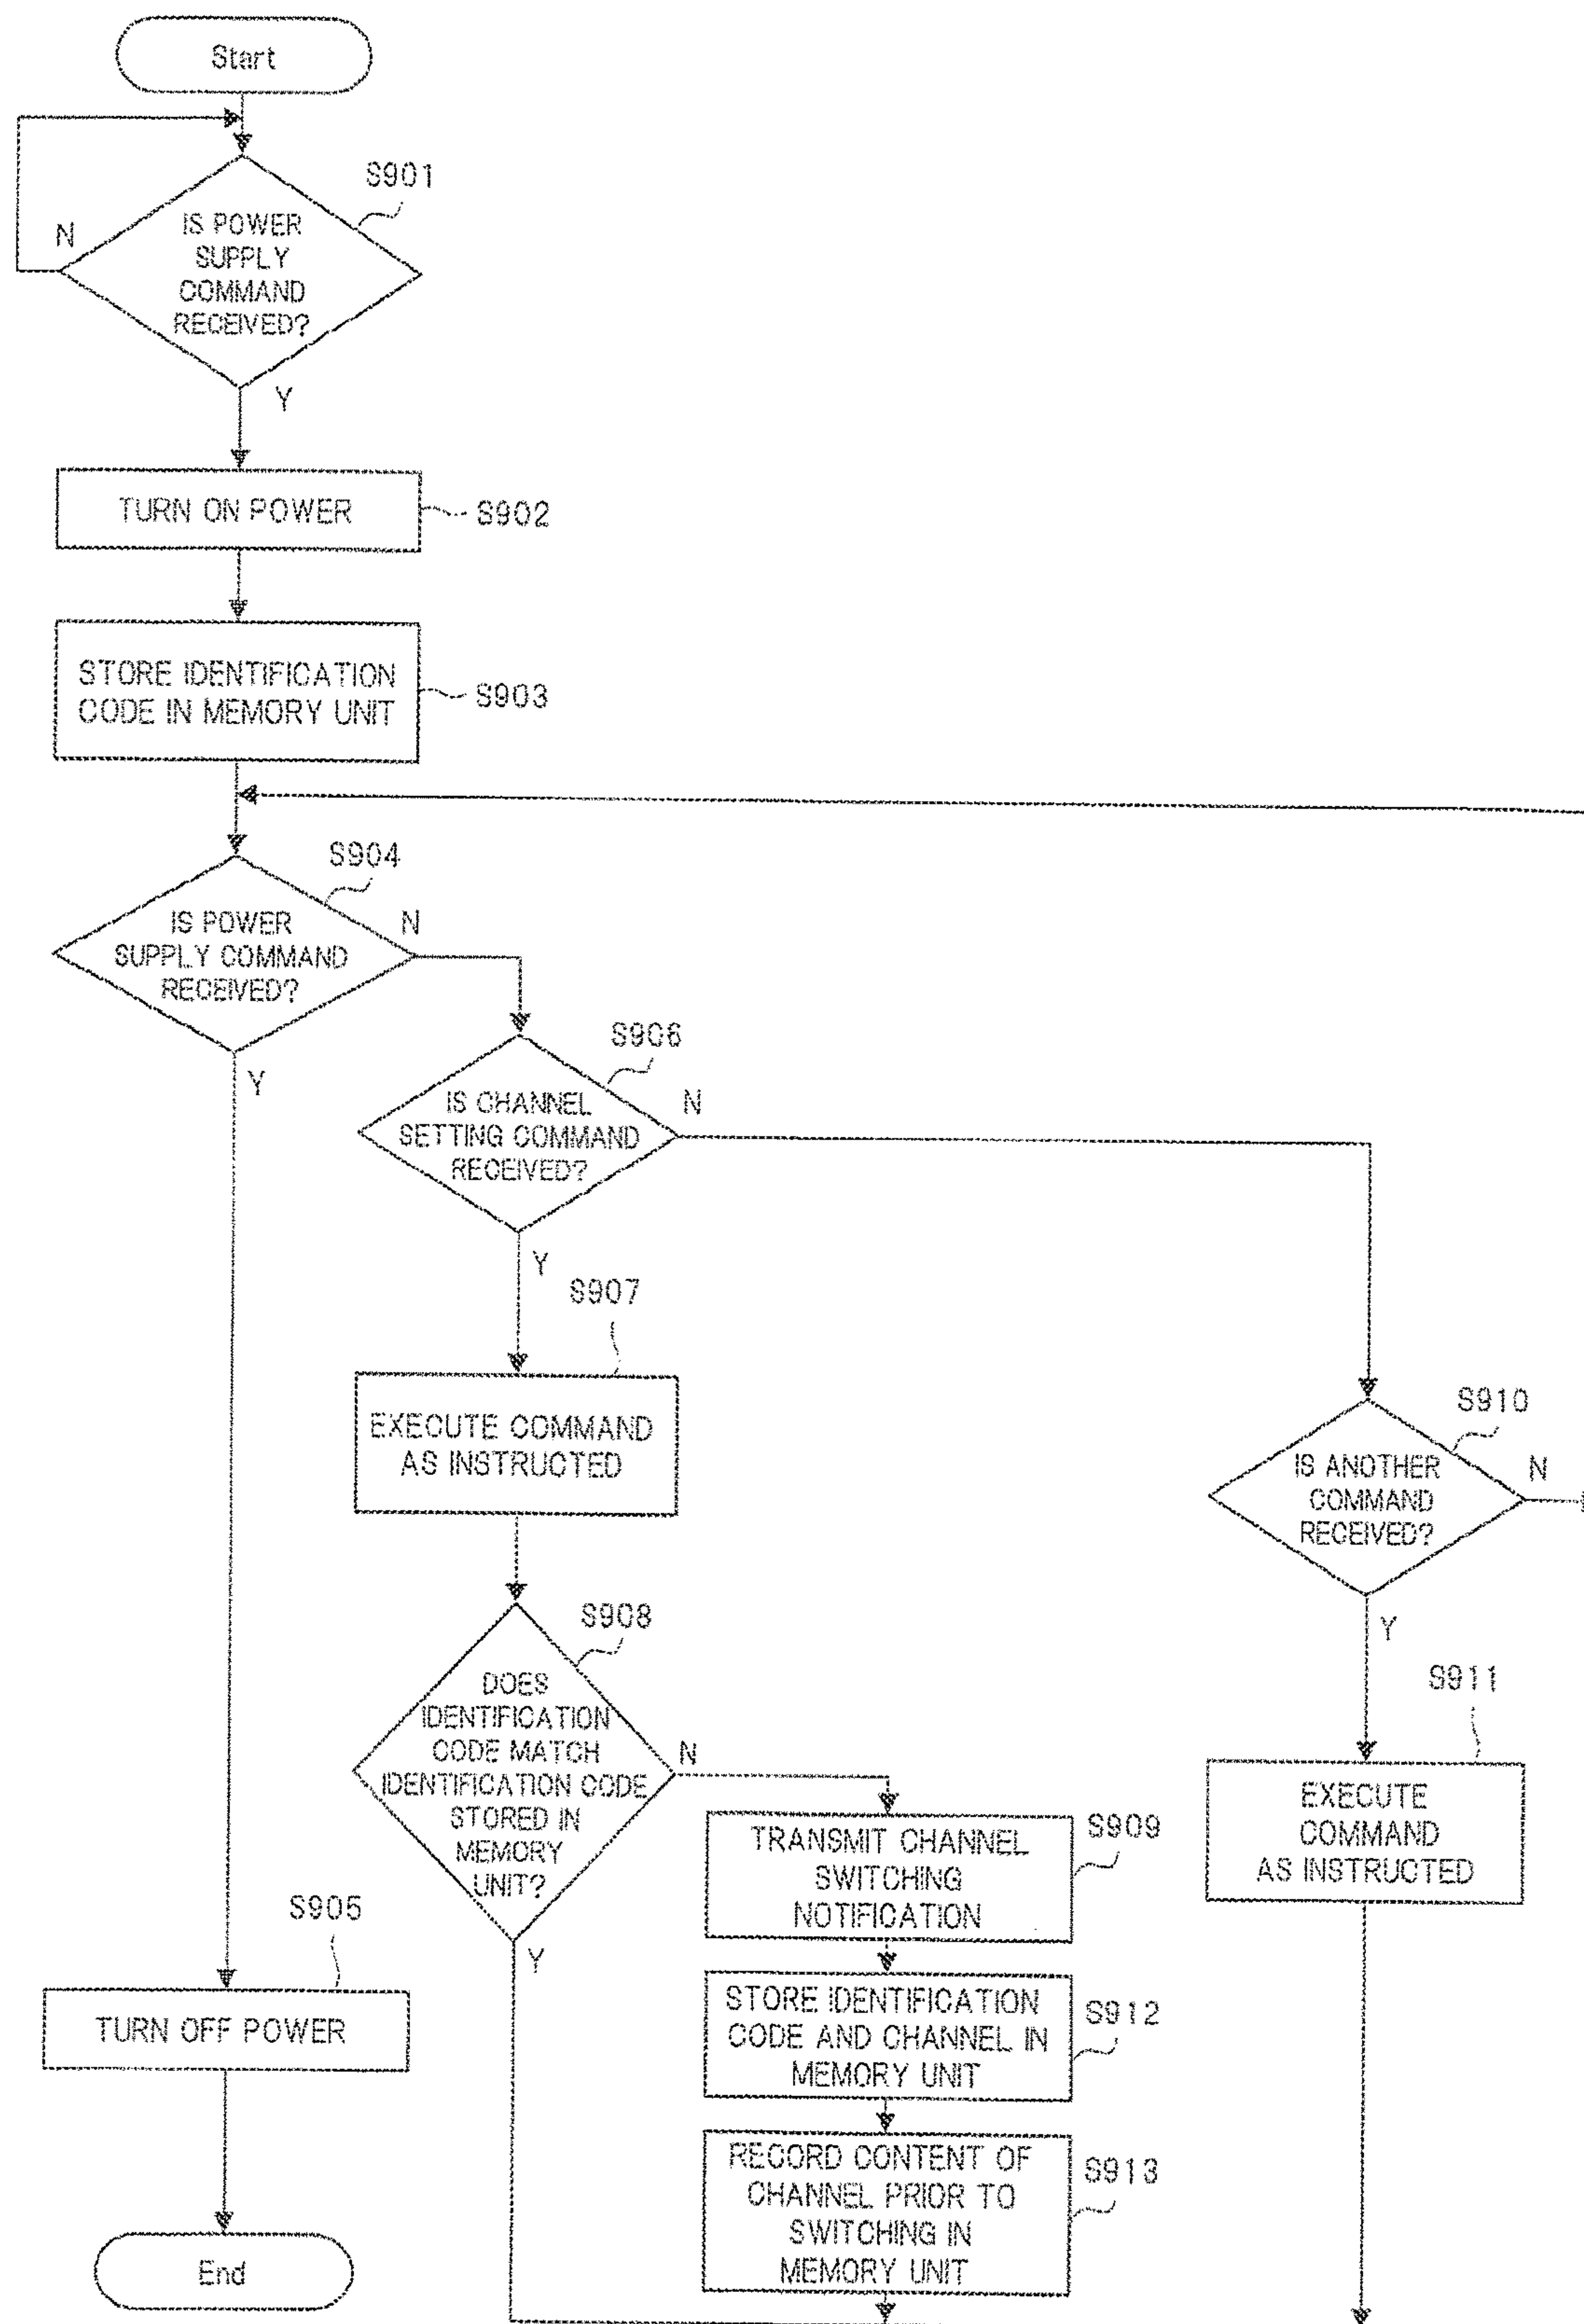 Start
S901
N
IS POWER
SUPPLY
COMMAND
RECEIVED?
Y
TURN ON POWER
S902
STORE IDENTIFICATION
CODE IN MEMORY UNIT
S903
S904
IS POWER
SUPPLY COMMAND
RECEIVED?
N
Y
S906
IS CHANNEL
SETTING COMMAND
RECEIVED?
N
Y
S907
EXECUTE COMMAND
AS INSTRUCTED
S910
IS ANOTHER
COMMAND
RECEIVED?
N
Y
S908
DOES
IDENTIFICATION
CODE MATCH
IDENTIFICATION CODE
STORED IN
MEMORY
UNIT?
N
Y
S911
EXECUTE
COMMAND
AS INSTRUCTED
TRANSMIT CHANNEL
SWITCHING
NOTIFICATION
S909
S905
TURN OFF POWER
STORE IDENTIFICATION
CODE AND CHANNEL IN
MEMORY UNIT
S912
RECORD CONTENT OF
CHANNEL PRIOR TO
SWITCHING IN
MEMORY UNIT
S913
End